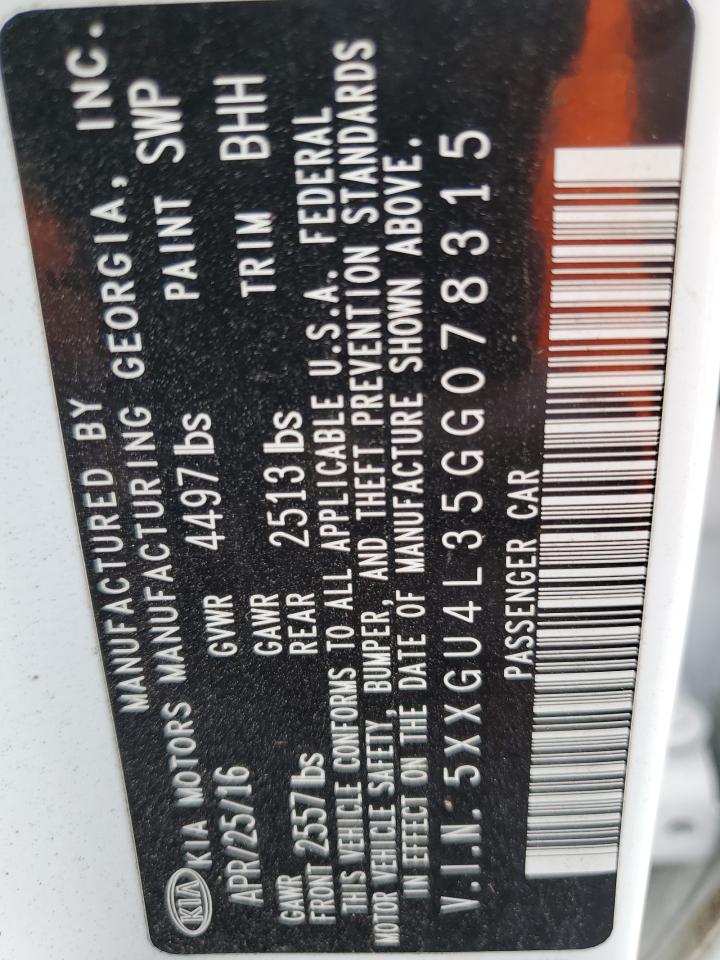 MANUFACTURED BY
KIA KIA MOTORS MANUFACTURING GEORGIA, INC.
APR/25/16 GVWR 4497 lbs PAINT SWP
GAWR FRONT 2557 lbs GAWR REAR 2513 lbs TRIM BHH
THIS VEHICLE CONFORMS TO ALL APPLICABLE U.S.A. FEDERAL
MOTOR VEHICLE SAFETY, BUMPER, AND THEFT PREVENTION STANDARDS
IN EFFECT ON THE DATE OF MANUFACTURE SHOWN ABOVE.
V.I.N. 5XXGU4L35GG078315
PASSENGER CAR